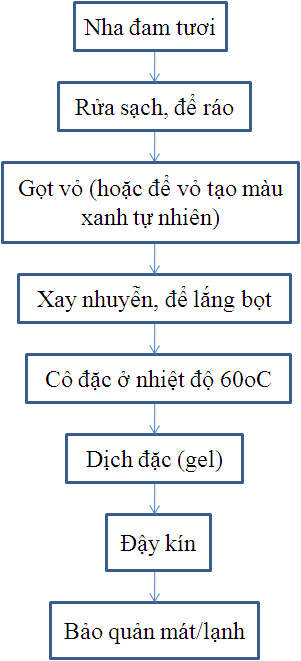 Nha đam tươi
Rửa sạch, để ráo
Gọt vỏ (hoặc để vỏ tạo màu
xanh tự nhiên)
Xay nhuyễn, để lắng bọt
Cô đặc ở nhiệt độ 60oC
Dịch đặc (gel)
Đậy kín
Bảo quản mát/lạnh